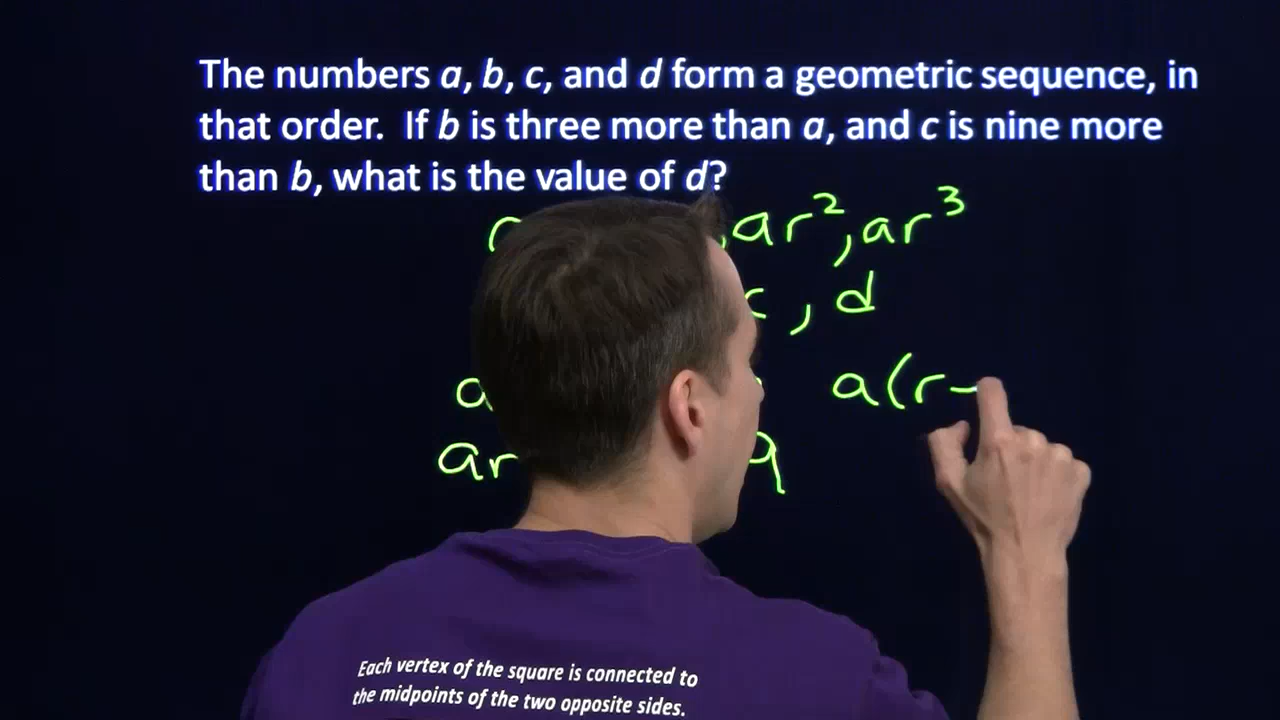 The numbers a, b, c, and d form a geometric sequence, in
that order. If b is three more than a, and c is nine more
than b, what is the value of d?
, ar², ar³
c, d
a a(r-
ar 9
Each vertex of the square is connected to
the midpoints of the two opposite sides.